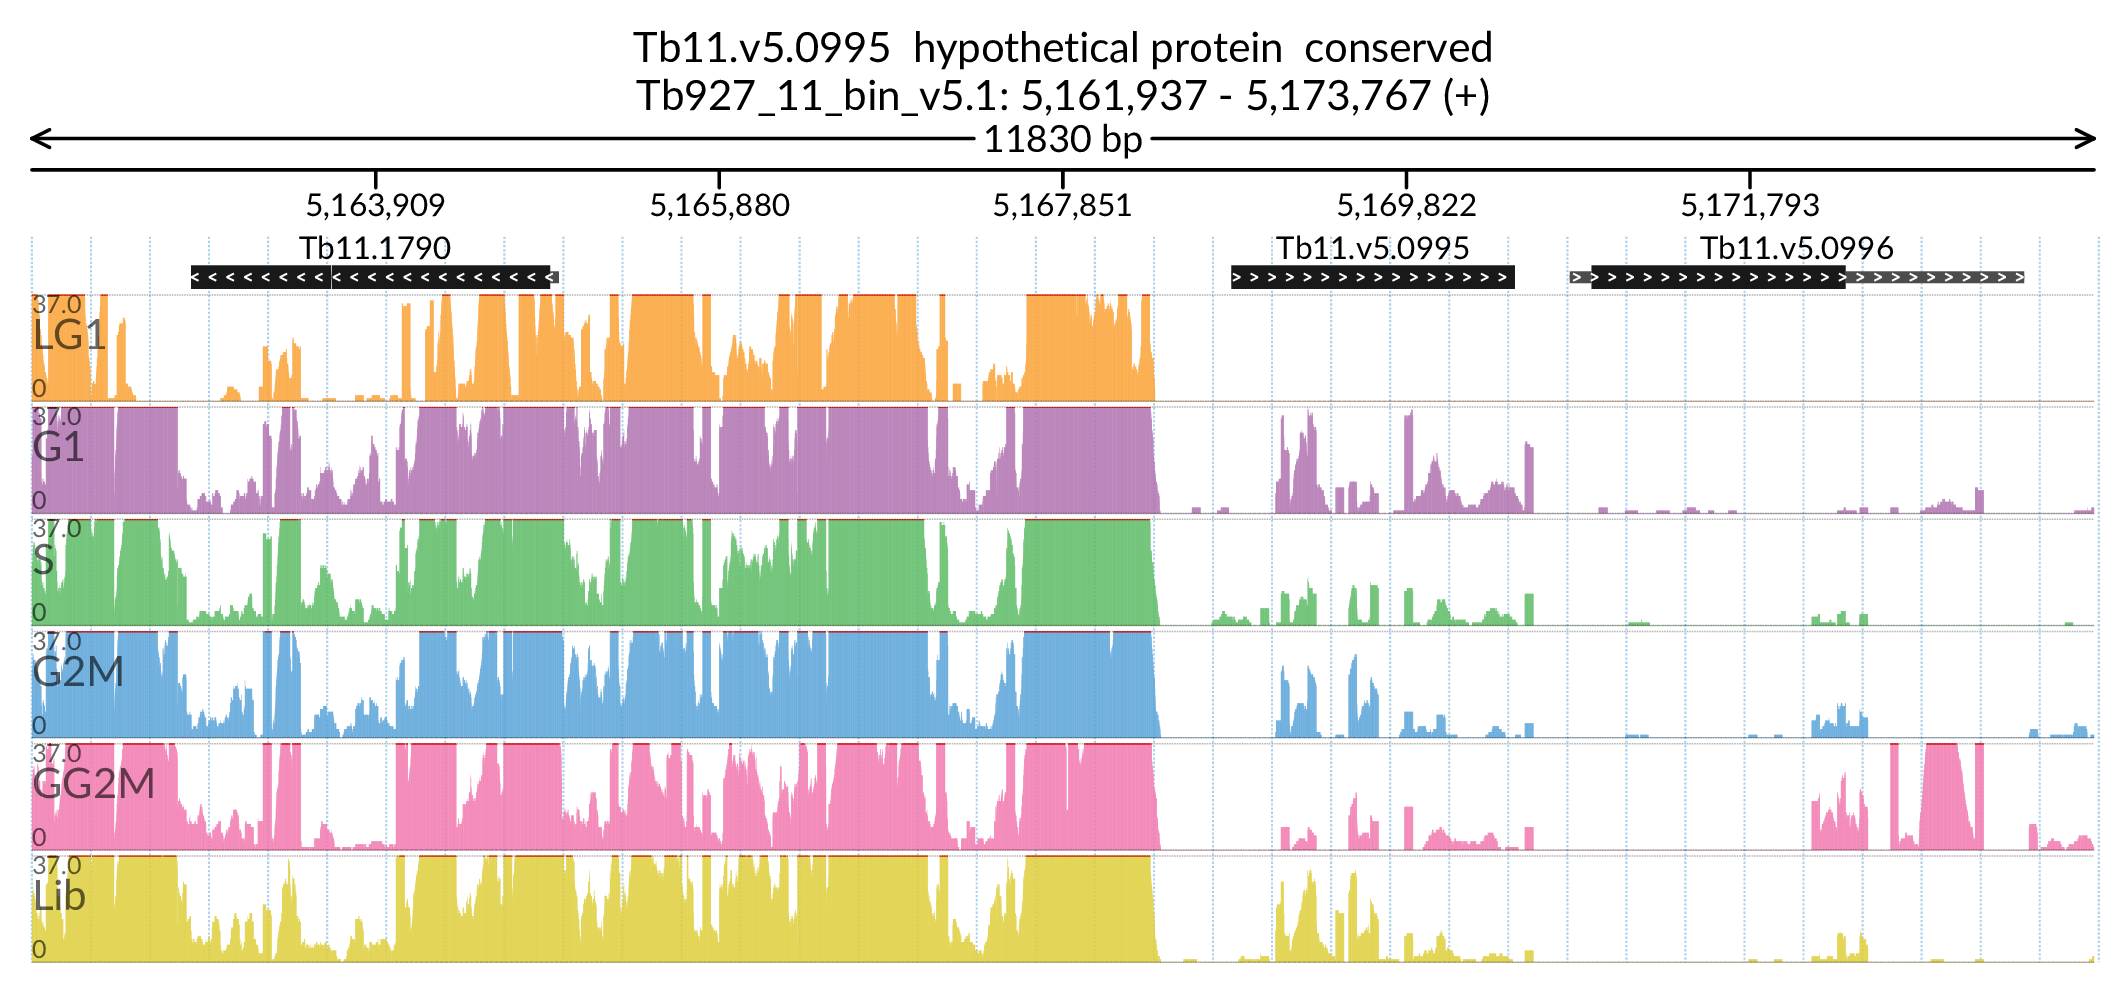 Tb11.v5.0995 hypothetical protein conserved
Tb927_11_bin_v5.1: 5,161,937 - 5,173,767 (+)
11830 bp
5,163,909 5,165,880 5,167,851 5,169,822 5,171,793
Tb11.1790 Tb11.v5.0995 Tb11.v5.0996
37.0
LG1
0
37.0
G1
0
37.0
S
0
37.0
G2M
0
37.0
GG2M
0
37.0
Lib
0